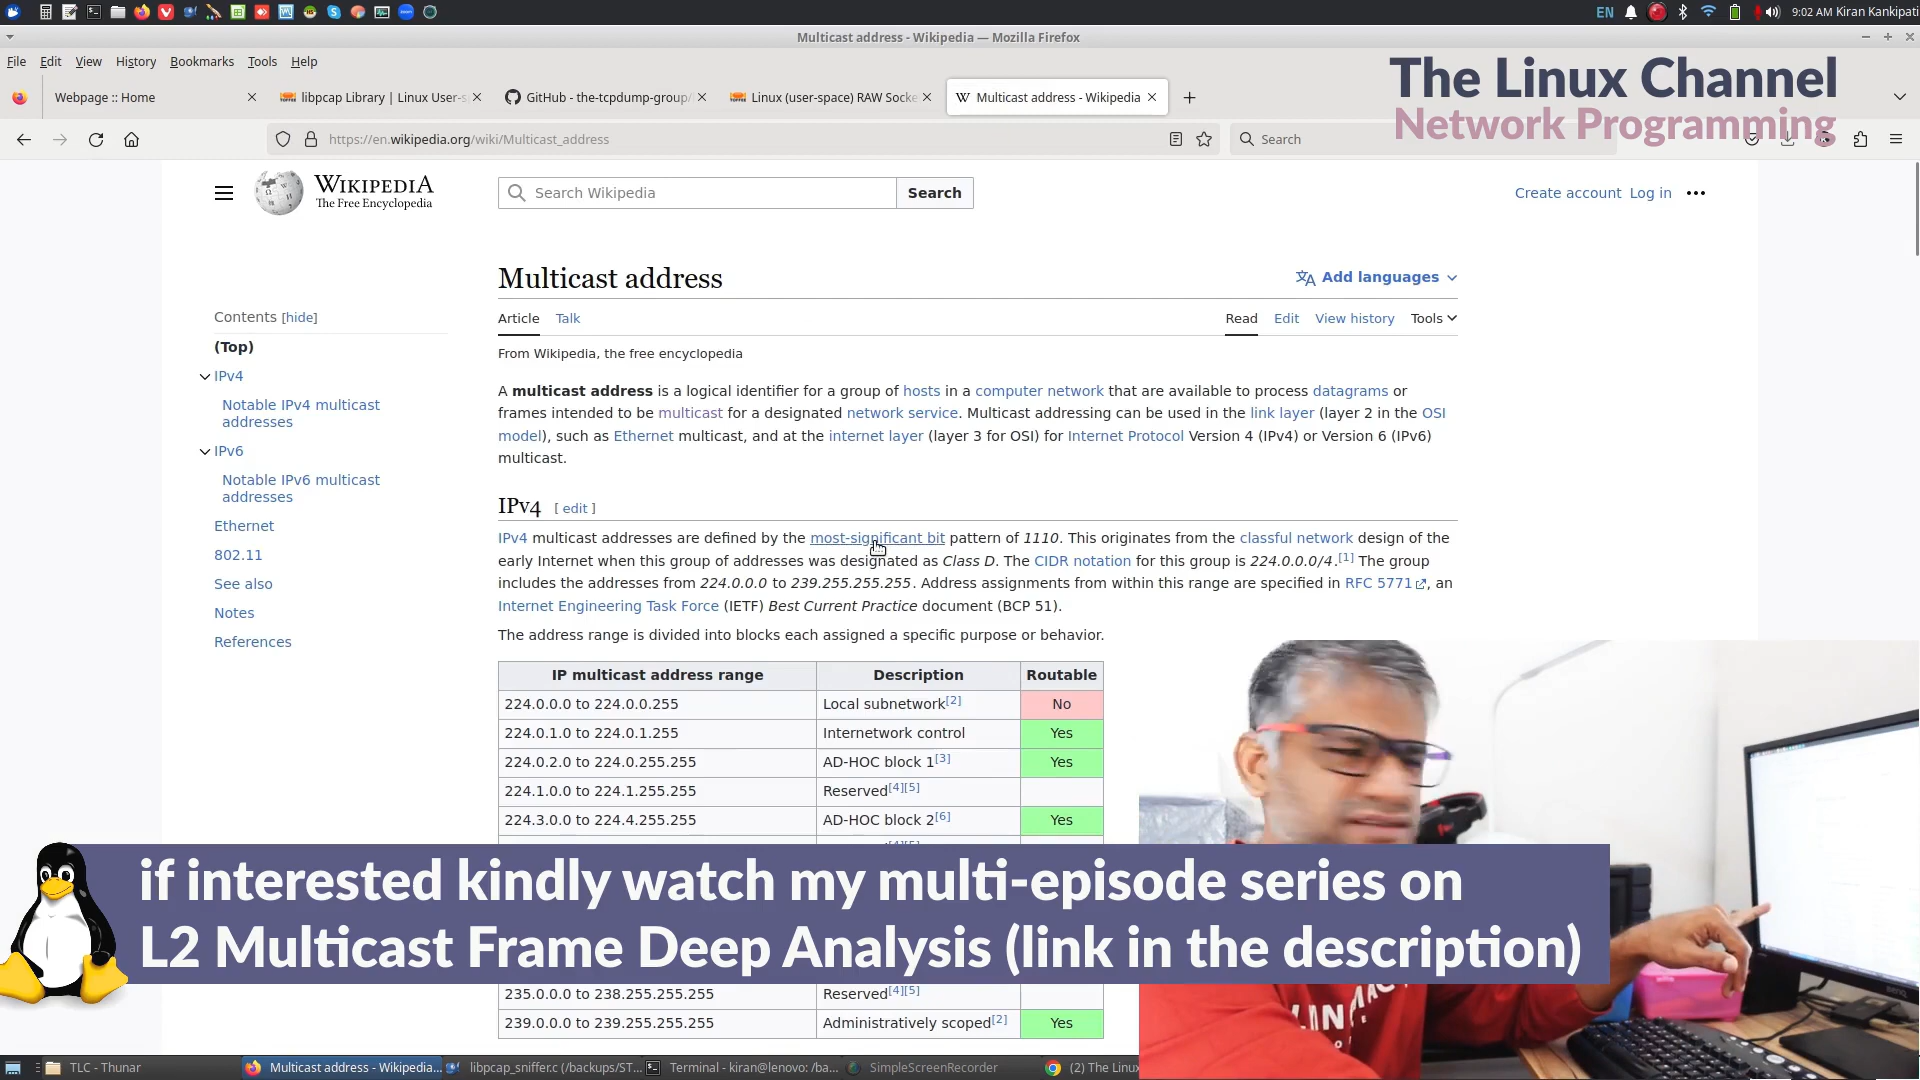 EN
9:02 AM Kiran Kankipati
Multicast address - Wikipedia — Mozilla Firefox
File Edit View History Bookmarks Tools Help
The Linux Channel
Network Programming
Webpage :: Home
libpcap Library | Linux User-s
GitHub - the-tcpdump-group/
Linux (user-space) RAW Socke
Multicast address - Wikipedia
https://en.wikipedia.org/wiki/Multicast_address
Search
WIKIPEDIA
The Free Encyclopedia
Search Wikipedia
Search
Create account Log in
Multicast address
Add languages
Contents [hide]
(Top)
IPv4
Notable IPv4 multicast
addresses
IPv6
Notable IPv6 multicast
addresses
Ethernet
802.11
See also
Notes
References
Article Talk
Read Edit View history Tools
From Wikipedia, the free encyclopedia
A multicast address is a logical identifier for a group of hosts in a computer network that are available to process datagrams or
frames intended to be multicast for a designated network service. Multicast addressing can be used in the link layer (layer 2 in the OSI
model), such as Ethernet multicast, and at the internet layer (layer 3 for OSI) for Internet Protocol Version 4 (IPv4) or Version 6 (IPv6)
multicast.
IPv4 [ edit ]
IPv4 multicast addresses are defined by the most-significant bit pattern of 1110. This originates from the classful network design of the
early Internet when this group of addresses was designated as Class D. The CIDR notation for this group is 224.0.0.0/4.[1] The group
includes the addresses from 224.0.0.0 to 239.255.255.255. Address assignments from within this range are specified in RFC 5771, an
Internet Engineering Task Force (IETF) Best Current Practice document (BCP 51).
The address range is divided into blocks each assigned a specific purpose or behavior.
IP multicast address range Description Routable
224.0.0.0 to 224.0.0.255 Local subnetwork[2] No
224.0.1.0 to 224.0.1.255 Internetwork control Yes
224.0.2.0 to 224.0.255.255 AD-HOC block 1[3] Yes
224.1.0.0 to 224.1.255.255 Reserved[4][5]
224.3.0.0 to 224.4.255.255 AD-HOC block 2[6] Yes
if interested kindly watch my multi-episode series on
L2 Multicast Frame Deep Analysis (link in the description)
235.0.0.0 to 238.255.255.255 Reserved[4][5]
239.0.0.0 to 239.255.255.255 Administratively scoped[2] Yes
TLC - Thunar
Multicast address - Wikipedia...
libpcap_sniffer.c (/backups/ST...
Terminal - kiran@lenovo: /ba...
SimpleScreenRecorder
(2) The Linux